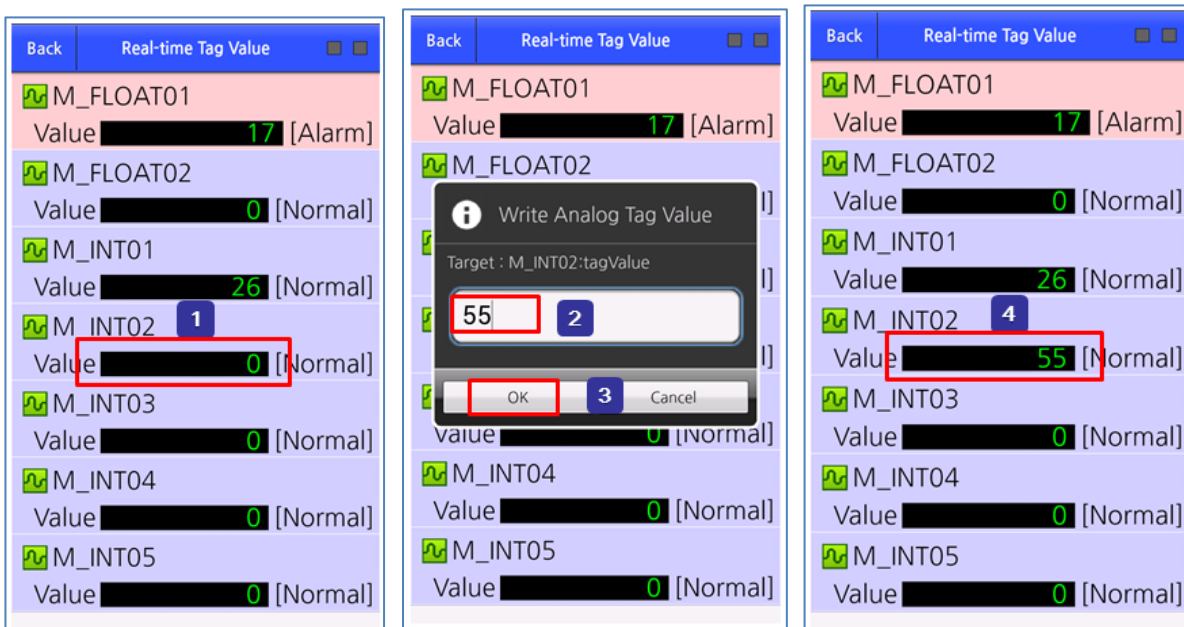 Back Real-time Tag Value
M_FLOAT01
Value 17 [Alarm]
M_FLOAT02
Value 0 [Normal]
M_INT01
Value 26 [Normal]
M_INT02 1
Value 0 [Normal]
M_INT03
Value 0 [Normal]
M_INT04
Value 0 [Normal]
M_INT05
Value 0 [Normal]
Back Real-time Tag Value
M_FLOAT01
Value 17 [Alarm]
M_FLOAT02
Write Analog Tag Value
Target : M_INT02:tagValue
55 2
OK 3 Cancel
Value 0 [Normal]
M_INT04
Value 0 [Normal]
M_INT05
Value 0 [Normal]
Back Real-time Tag Value
M_FLOAT01
Value 17 [Alarm]
M_FLOAT02
Value 0 [Normal]
M_INT01
Value 26 [Normal]
M_INT02 4
Value 55 [Normal]
M_INT03
Value 0 [Normal]
M_INT04
Value 0 [Normal]
M_INT05
Value 0 [Normal]